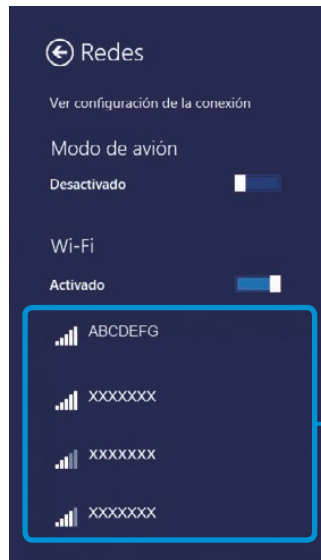 Redes
Ver configuración de la conexión
Modo de avión
Desactivado
Wi-Fi
Activado
ABCDEFG
XXXXXXX
XXXXXXX
XXXXXXX